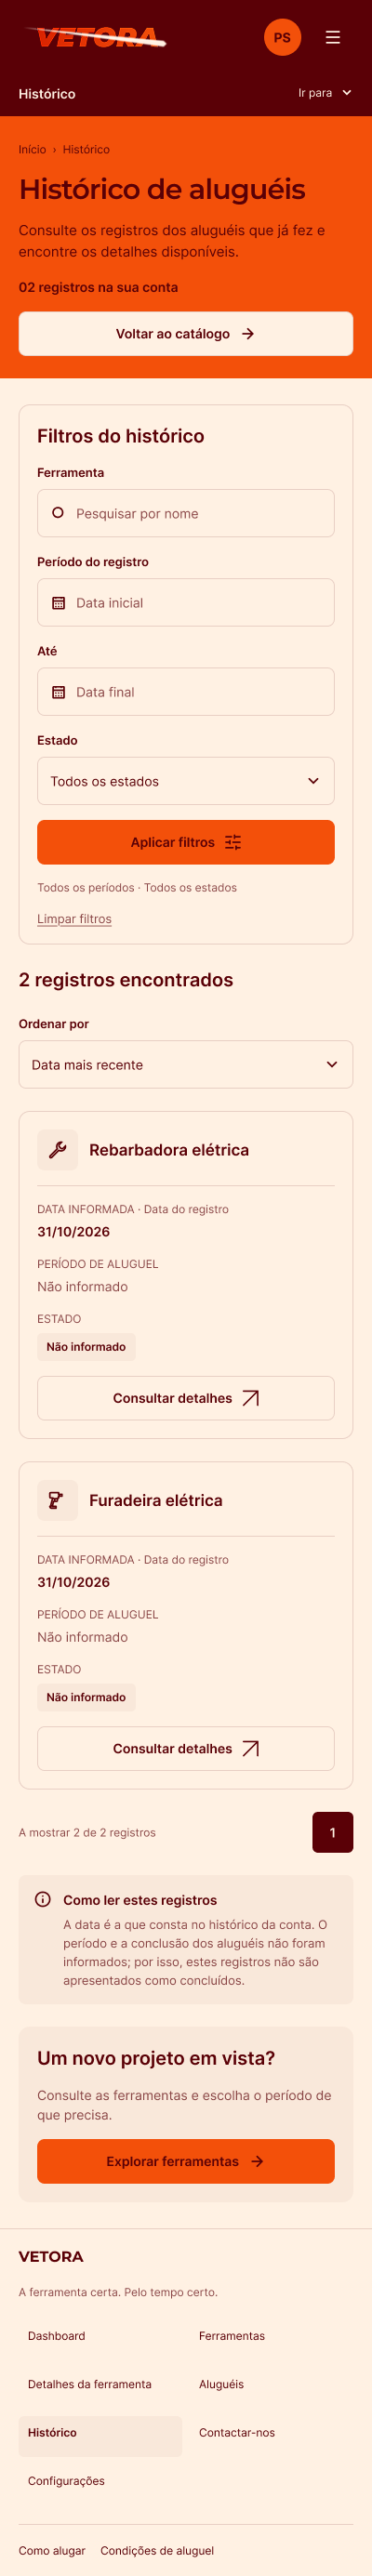 VETORA
PS
Histórico
Ir para
Início › Histórico
Histórico de aluguéis
Consulte os registros dos aluguéis que já fez e
encontre os detalhes disponíveis.
02 registros na sua conta
Voltar ao catálogo
Filtros do histórico
Ferramenta
Pesquisar por nome
Período do registro
Data inicial
Até
Data final
Estado
Todos os estados
Aplicar filtros
Todos os períodos · Todos os estados
Limpar filtros
2 registros encontrados
Ordenar por
Data mais recente
Rebarbadora elétrica
DATA INFORMADA · Data do registro
31/10/2026
PERÍODO DE ALUGUEL
Não informado
ESTADO
Não informado
Consultar detalhes
Furadeira elétrica
DATA INFORMADA · Data do registro
31/10/2026
PERÍODO DE ALUGUEL
Não informado
ESTADO
Não informado
Consultar detalhes
A mostrar 2 de 2 registros
1
Como ler estes registros
A data é a que consta no histórico da conta. O
período e a conclusão dos aluguéis não foram
informados; por isso, estes registros não são
apresentados como concluídos.
Um novo projeto em vista?
Consulte as ferramentas e escolha o período de
que precisa.
Explorar ferramentas
VETORA
A ferramenta certa. Pelo tempo certo.
Dashboard
Ferramentas
Detalhes da ferramenta
Aluguéis
Histórico
Contactar-nos
Configurações
Como alugar
Condições de aluguel